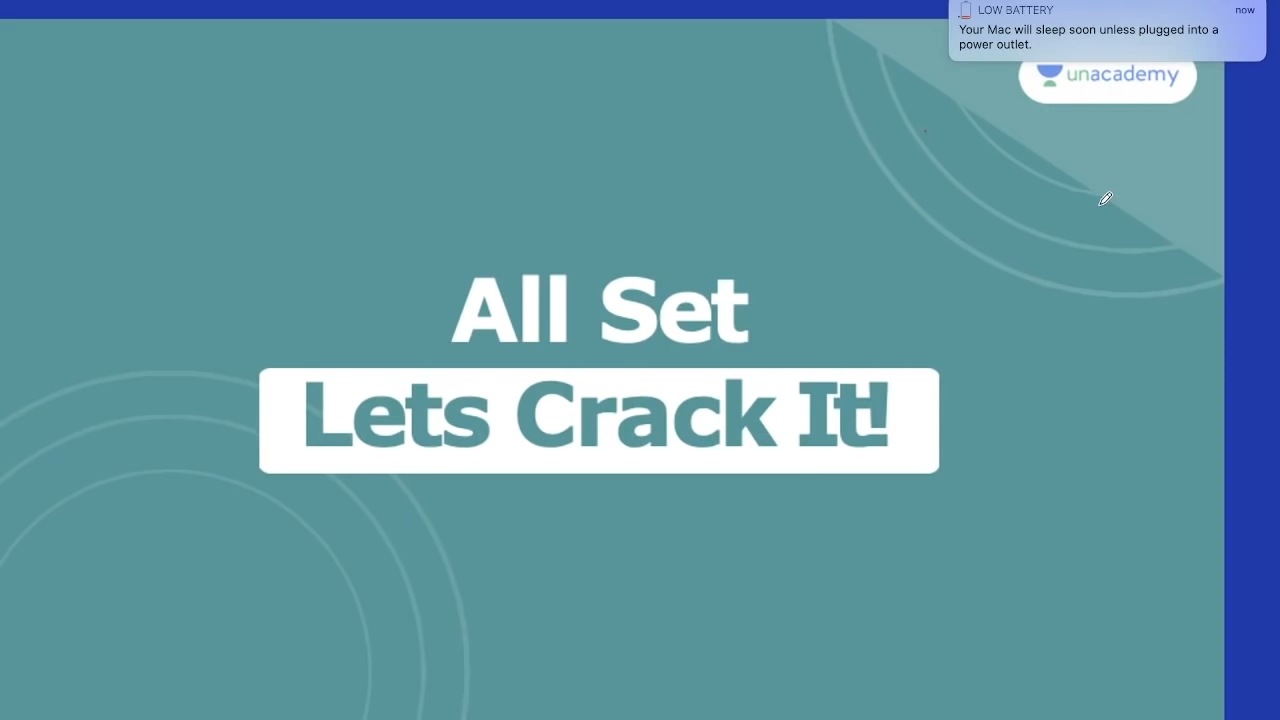 LOW BATTERY
now
Your Mac will sleep soon unless plugged into a
power outlet.
unacademy
All Set
Lets Crack It!